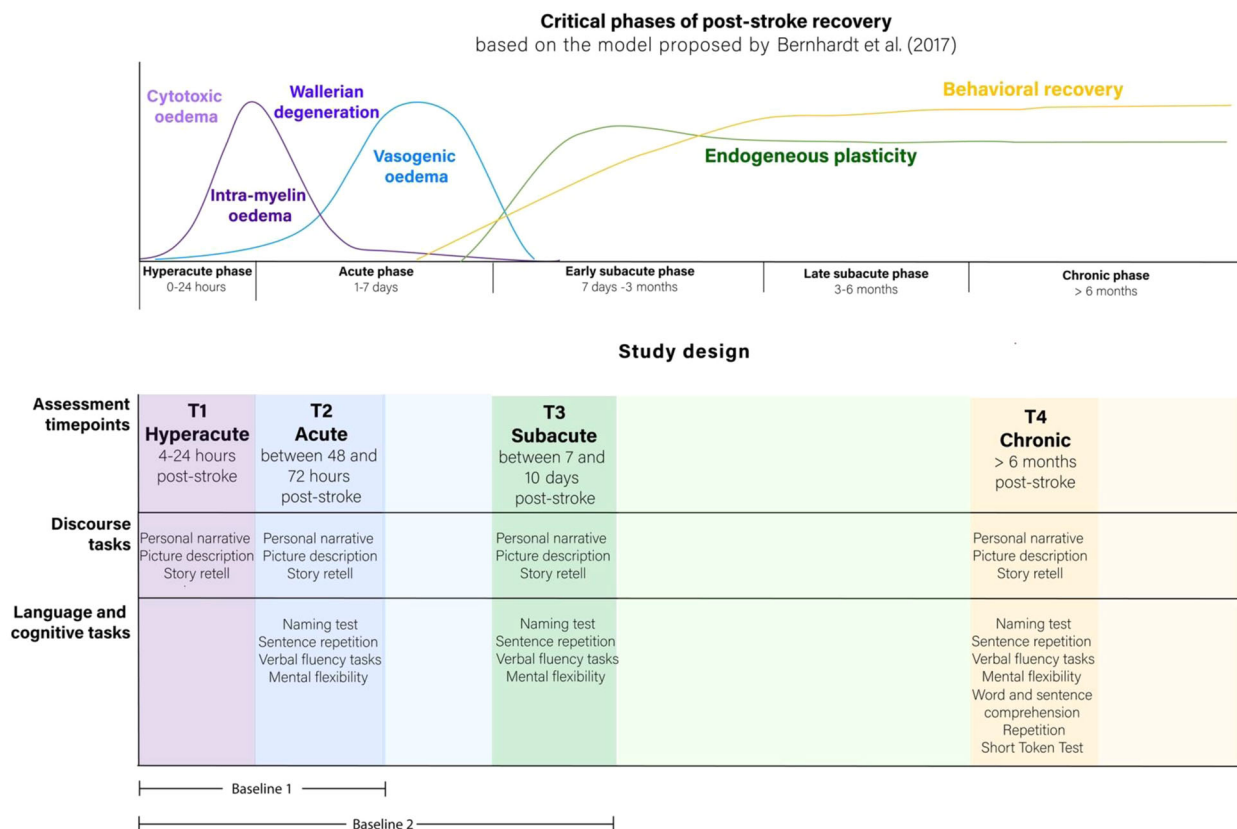 Critical phases of post-stroke recovery
based on the model proposed by Bernhardt et al. (2017)
Cytotoxic
oedema
Wallerian
degeneration
Behavioral recovery
Vasogenic
oedema
Endogeneous plasticity
Intra-myelin
oedema
Hyperacute phase
0-24 hours
Acute phase
1-7 days
Early subacute phase
7 days -3 months
Late subacute phase
3-6 months
Chronic phase
> 6 months
Study design
Assessment
timepoints
T1
Hyperacute
4-24 hours
post-stroke
T2
Acute
between 48 and
72 hours
post-stroke
T3
Subacute
between 7 and
10 days
post-stroke
T4
Chronic
> 6 months
post-stroke
Discourse
tasks
Personal narrative
Picture description
Story retell
Personal narrative
Picture description
Story retell
Personal narrative
Picture description
Story retell
Personal narrative
Picture description
Story retell
Language and
cognitive tasks
Naming test
Sentence repetition
Verbal fluency tasks
Mental flexibility
Naming test
Sentence repetition
Verbal fluency tasks
Mental flexibility
Naming test
Sentence repetition
Verbal fluency tasks
Mental flexibility
Word and sentence
comprehension
Repetition
Short Token Test
Baseline 1
Baseline 2